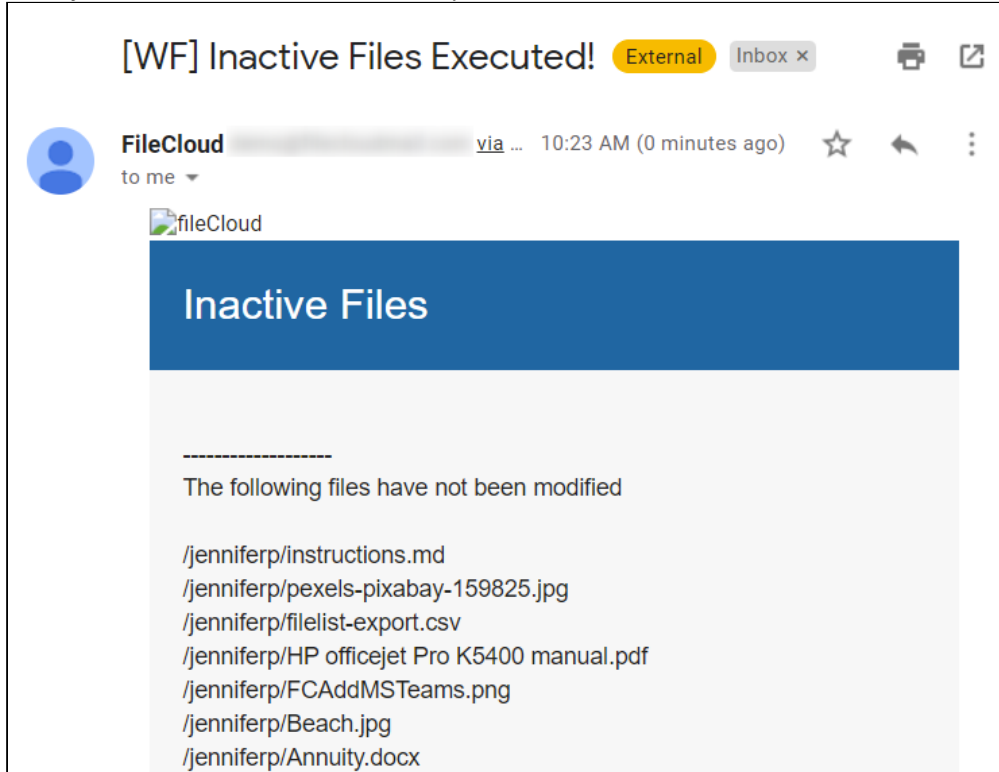 [WF] Inactive Files Executed! External Inbox ×
FileCloud via ... 10:23 AM (0 minutes ago)
to me
fileCloud
Inactive Files
-------------------
The following files have not been modified
/jenniferp/instructions.md
/jenniferp/pexels-pixabay-159825.jpg
/jenniferp/filelist-export.csv
/jenniferp/HP officejet Pro K5400 manual.pdf
/jenniferp/FCAddMSTeams.png
/jenniferp/Beach.jpg
/jenniferp/Annuity.docx